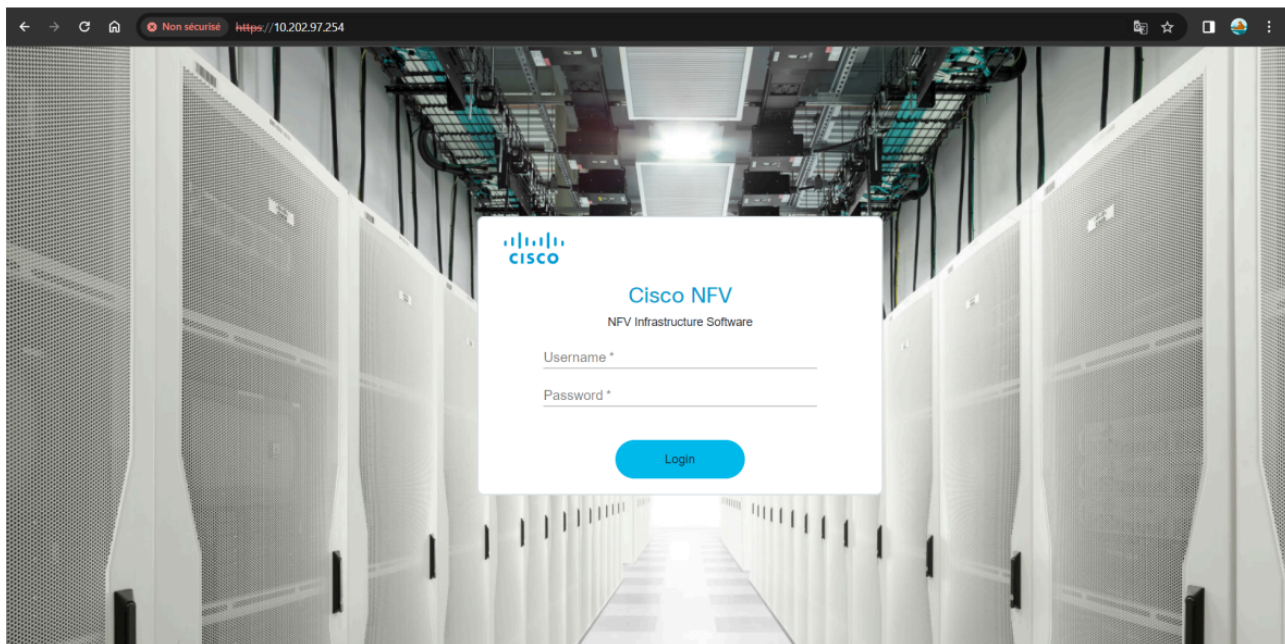 Non sécurisé https://10.202.97.254
CISCO
Cisco NFV
NFV Infrastructure Software
Username *
Password *
Login